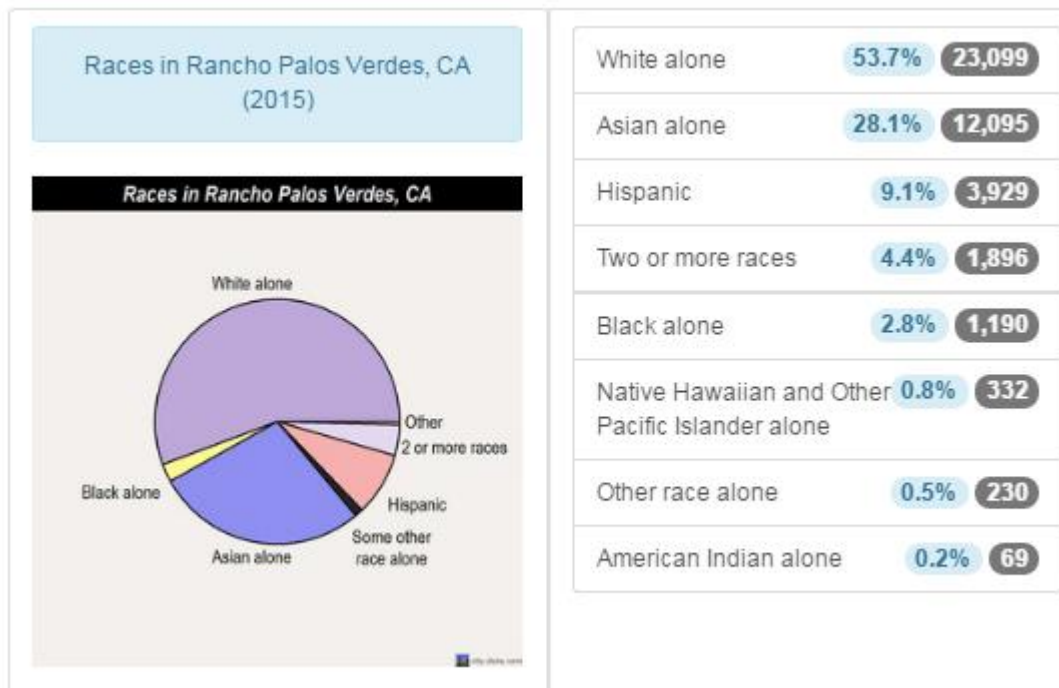 Races in Rancho Palos Verdes, CA
(2015)
Races in Rancho Palos Verdes, CA
White alone
Other
2 or more races
Hispanic
Some other
race alone
Asian alone
Black alone
White alone 53.7% 23,099
Asian alone 28.1% 12,095
Hispanic 9.1% 3,929
Two or more races 4.4% 1,896
Black alone 2.8% 1,190
Native Hawaiian and Other 0.8% 332
Pacific Islander alone
Other race alone 0.5% 230
American Indian alone 0.2% 69